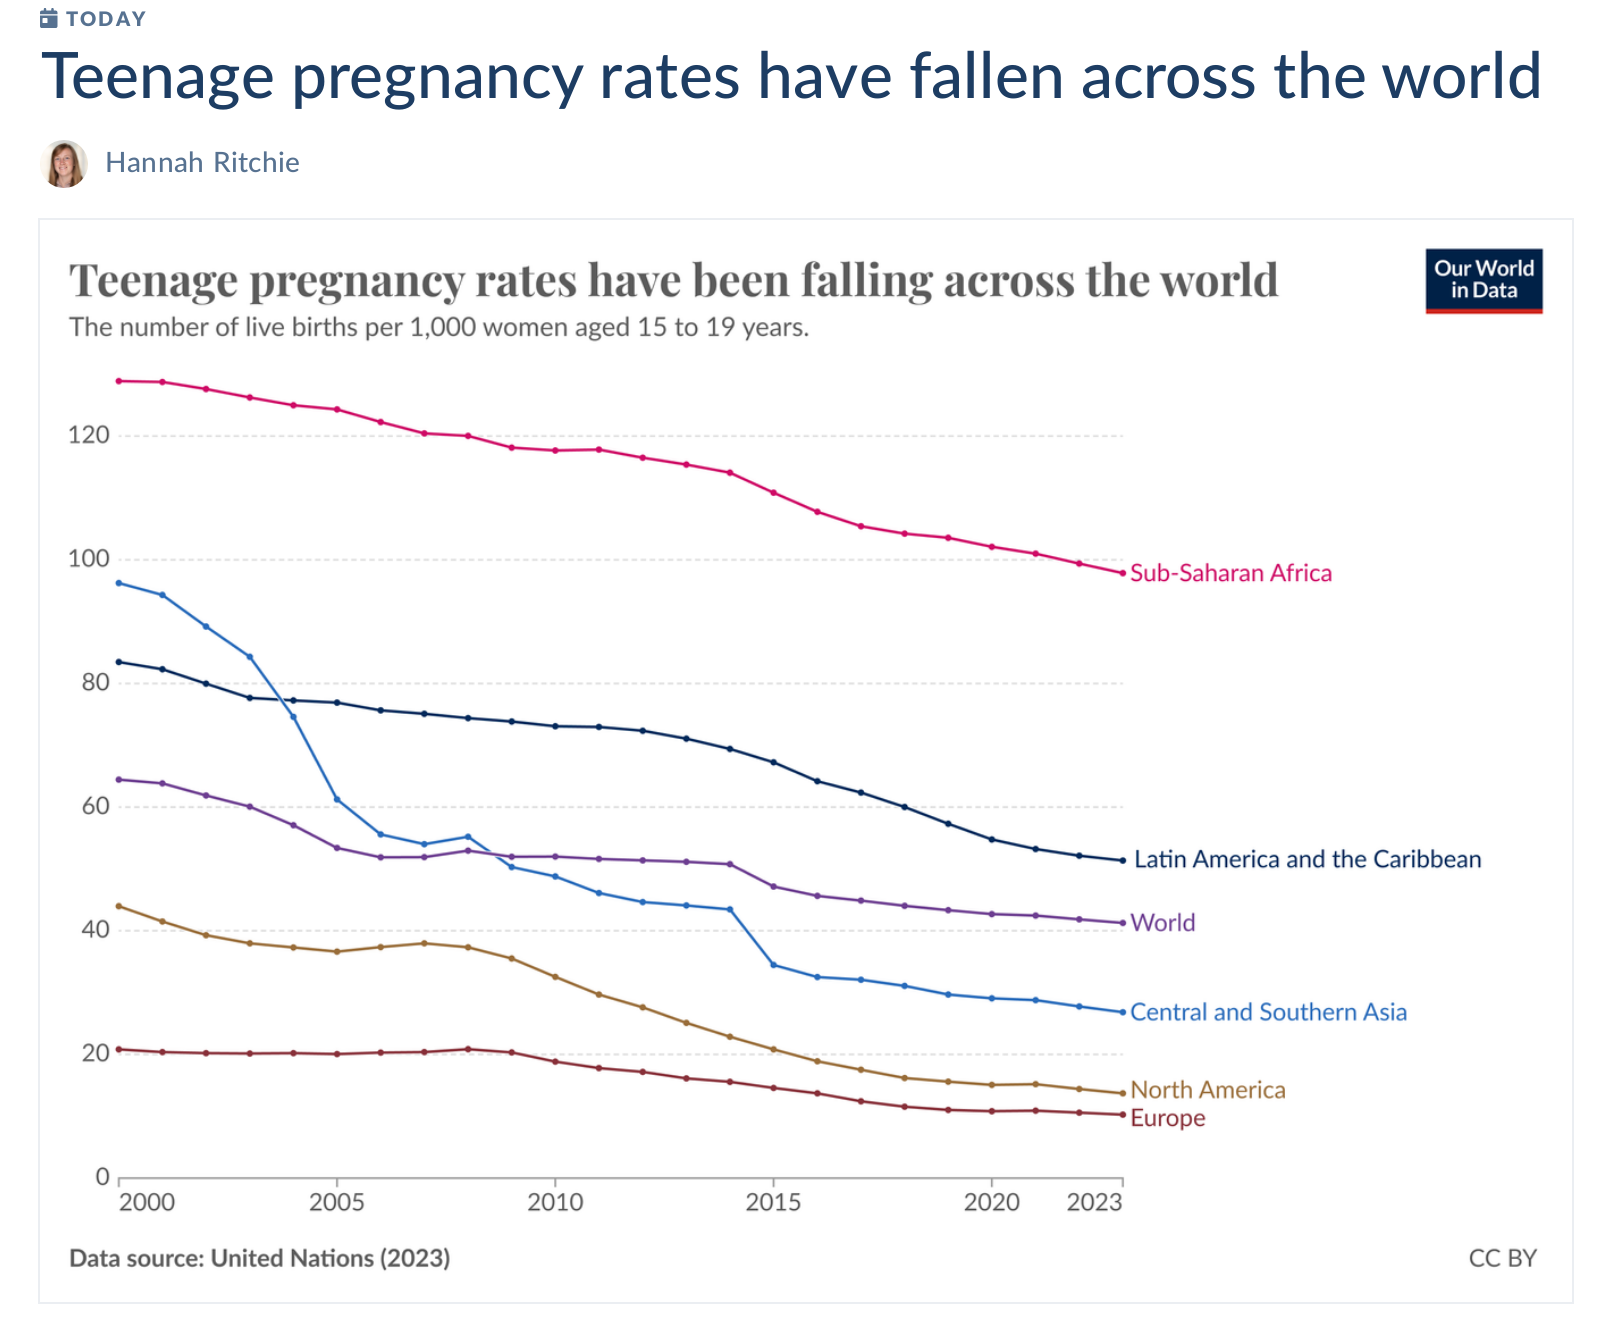 TODAY
Teenage pregnancy rates have fallen across the world
Hannah Ritchie
Teenage pregnancy rates have been falling across the world
Our World
in Data
The number of live births per 1,000 women aged 15 to 19 years.
120
100
Sub-Saharan Africa
80
60
Latin America and the Caribbean
World
40
Central and Southern Asia
20
North America
Europe
0
2000 2005 2010 2015 2020 2023
Data source: United Nations (2023) CC BY